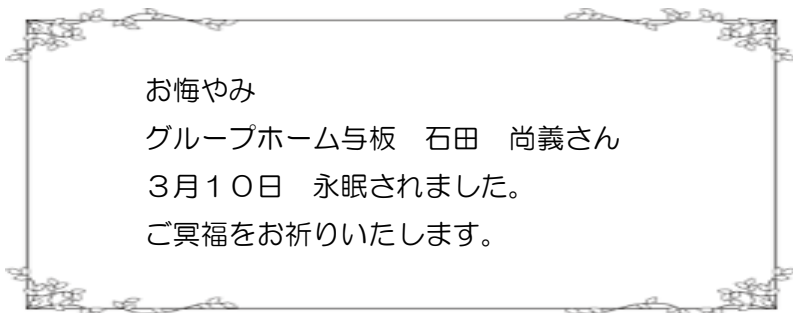 お悔やみ
グループホーム与板　石田　尚義さん
３月１０日　永眠されました。
ご冥福をお祈りいたします。